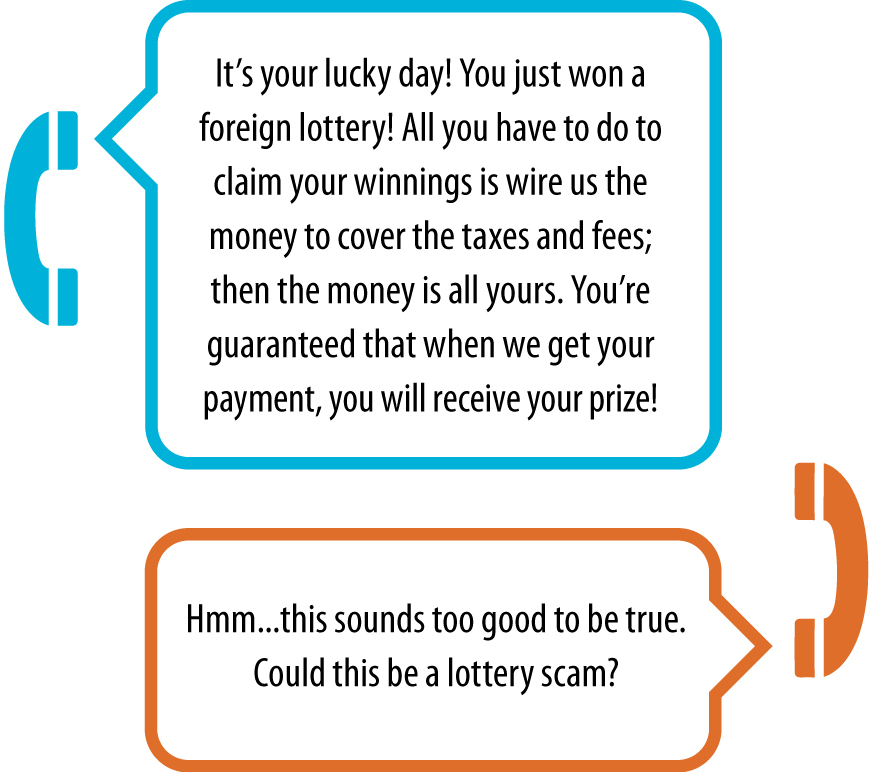 It’s your lucky day! You just won a
foreign lottery! All you have to do to
claim your winnings is wire us the
money to cover the taxes and fees;
then the money is all yours. You’re
guaranteed that when we get your
payment, you will receive your prize!
Hmm...this sounds too good to be true.
Could this be a lottery scam?